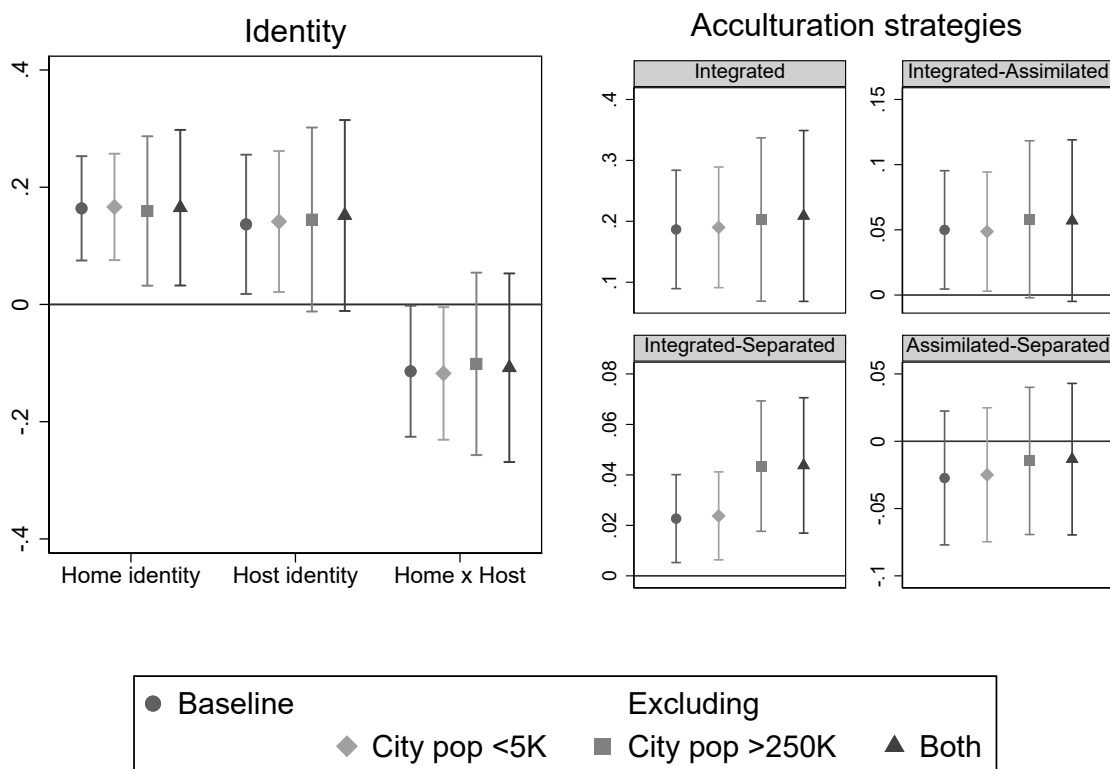 Identity
.4
.2
0
-.2
-.4
Home identity
Host identity
Home x Host
Acculturation strategies
Integrated
.4
.3
.2
.1
Integrated-Assimilated
.15
.1
.05
0
Integrated-Separated
.08
.06
.04
.02
0
Assimilated-Separated
.05
0
-.05
-.1
Baseline
Excluding
City pop <5K
City pop >250K
Both